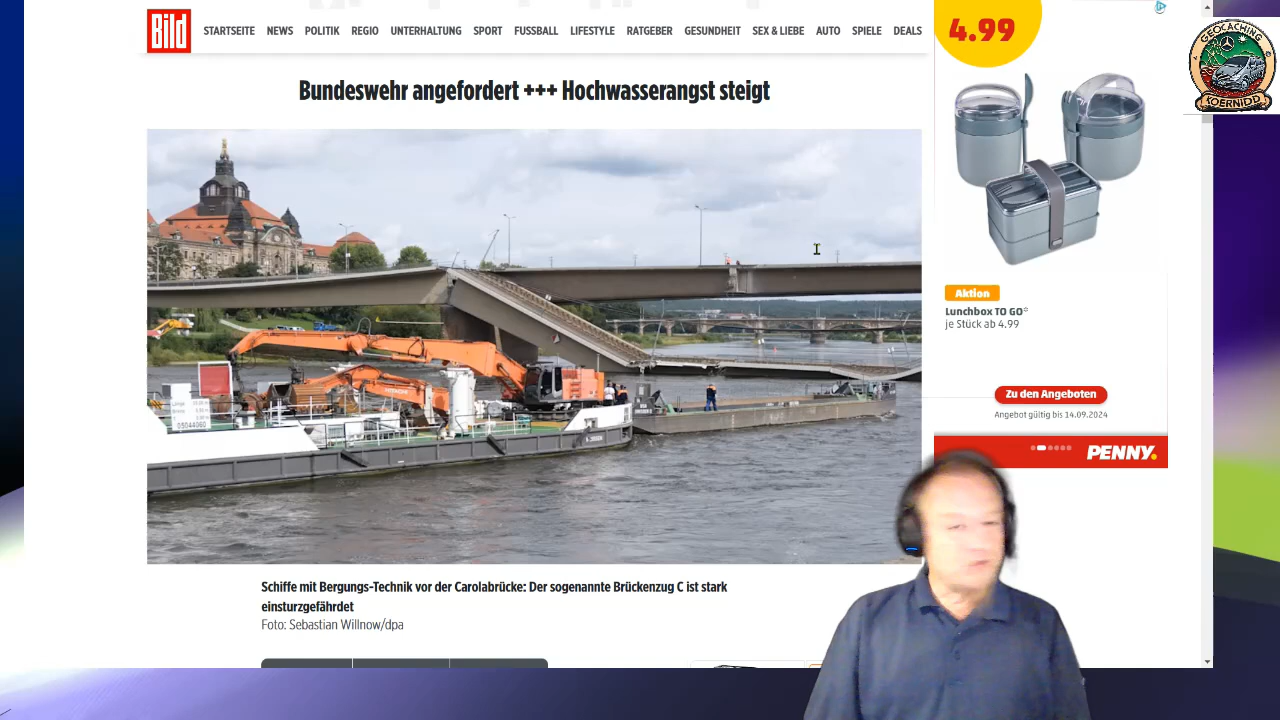 Bild
STARTSEITE NEWS POLITIK REGIO UNTERHALTUNG SPORT FUSSBALL LIFESTYLE RATGEBER GESUNDHEIT SEX & LIEBE AUTO SPIELE DEALS
Bundeswehr angefordert +++ Hochwasserangst steigt
05044060
HITACHI
Schiffe mit Bergungs-Technik vor der Carolabrücke: Der sogenannte Brückenzug C ist stark
einsturzgefährdet
Foto: Sebastian Willnow/dpa
4.99
Aktion
Lunchbox TO GO°
je Stück ab 4.99
Zu den Angeboten
Angebot gültig bis 14.09.2024
PENNY.
GEOCACHING
KOERNIDD